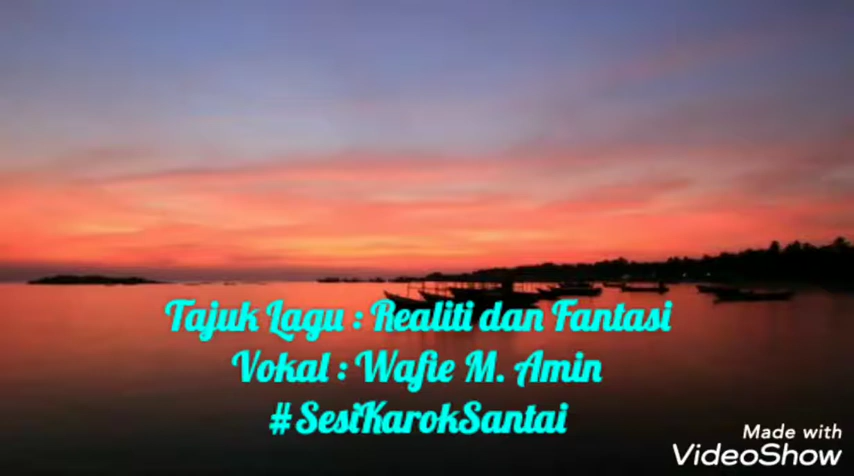 Tajuk Lagu : Realiti dan Fantasi
Vokal : Wafie M. Amin
#SesiKarokSantai
Made with
VideoShow